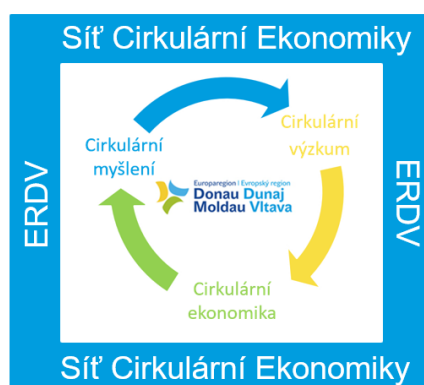 Síť Cirkulární Ekonomiky
Cirkulární
myšlení
Cirkulární
výzkum
ERDV
ERDV
Europaregion | Evropský region
Donau Dunaj
Moldau Vltava
Cirkulární
ekonomika
Síť Cirkulární Ekonomiky